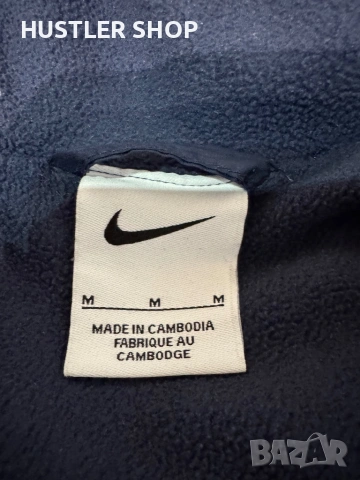 HUSTLER SHOP
M M M
MADE IN CAMBODIA
FABRIQUE AU
CAMBODGE
BAZAR